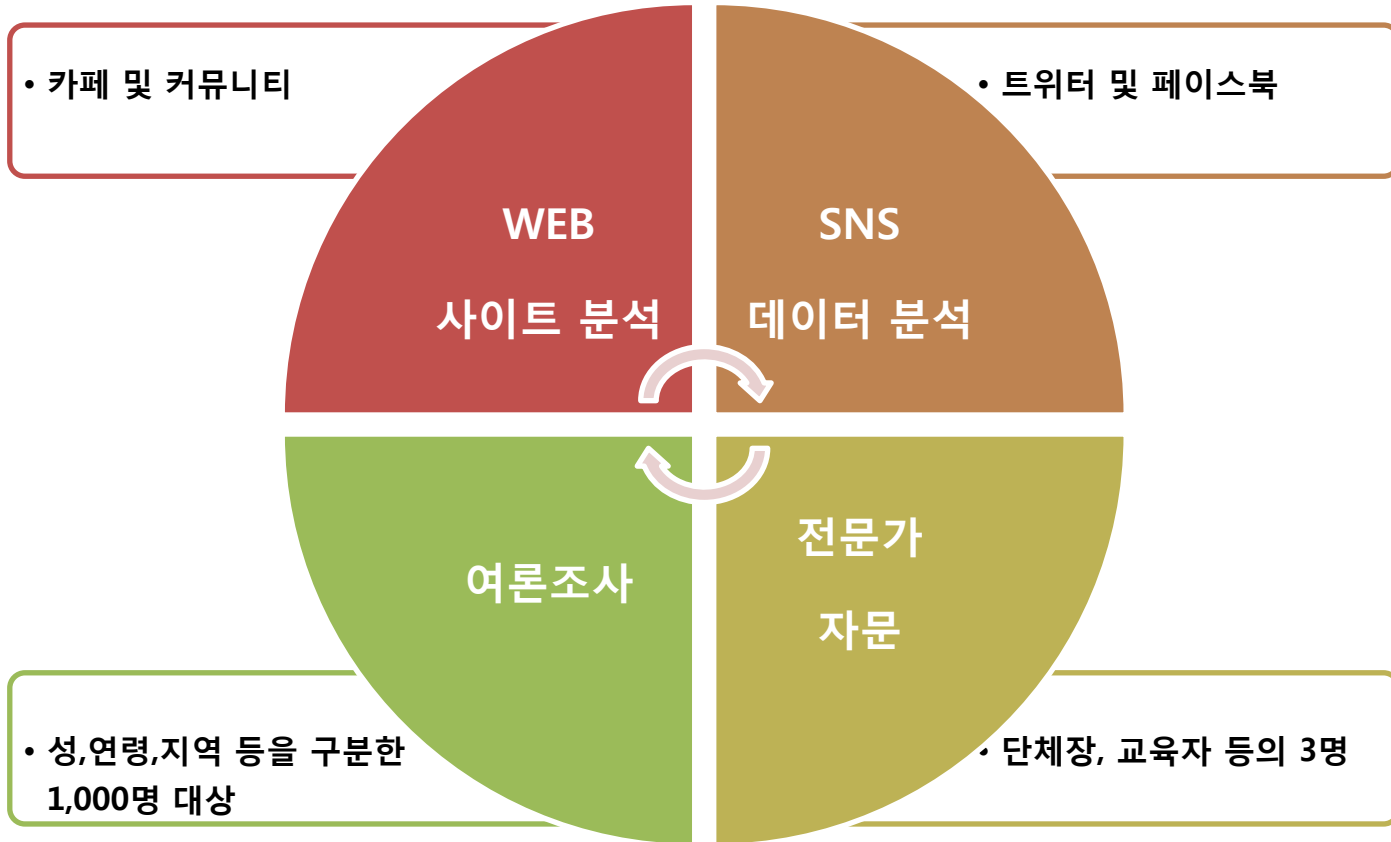 • 카페 및 커뮤니티
• 트위터 및 페이스북
WEB
사이트 분석
SNS
데이터 분석
여론조사
전문가
자문
• 성,연령,지역 등을 구분한
1,000명 대상
• 단체장, 교육자 등의 3명